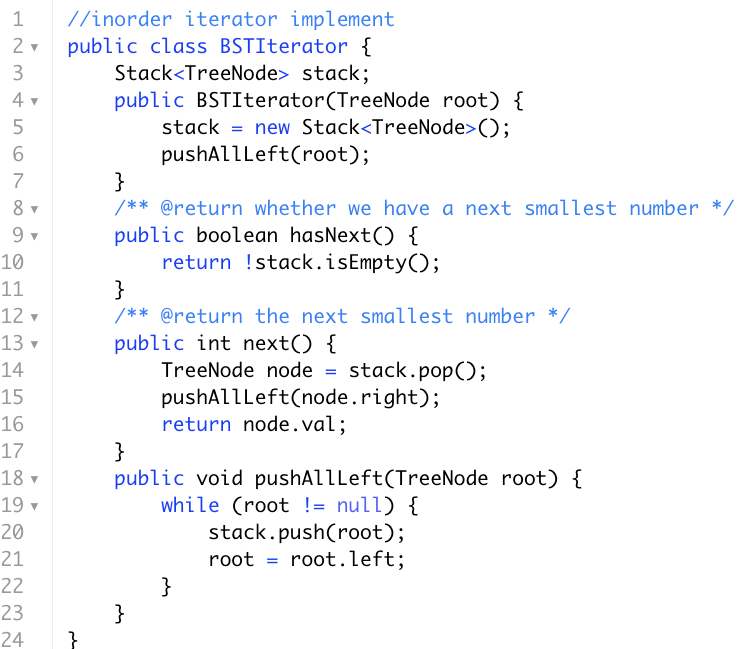 1 //inorder iterator implement
2 ▾ public class BSTIterator {
3 Stack<TreeNode> stack;
4 ▾ public BSTIterator(TreeNode root) {
5 stack = new Stack<TreeNode>();
6 pushAllLeft(root);
7 }
8 ▾ /** @return whether we have a next smallest number */
9 ▾ public boolean hasNext() {
10 return !stack.isEmpty();
11 }
12 ▾ /** @return the next smallest number */
13 ▾ public int next() {
14 TreeNode node = stack.pop();
15 pushAllLeft(node.right);
16 return node.val;
17 }
18 ▾ public void pushAllLeft(TreeNode root) {
19 ▾ while (root != null) {
20 stack.push(root);
21 root = root.left;
22 }
23 }
24 }